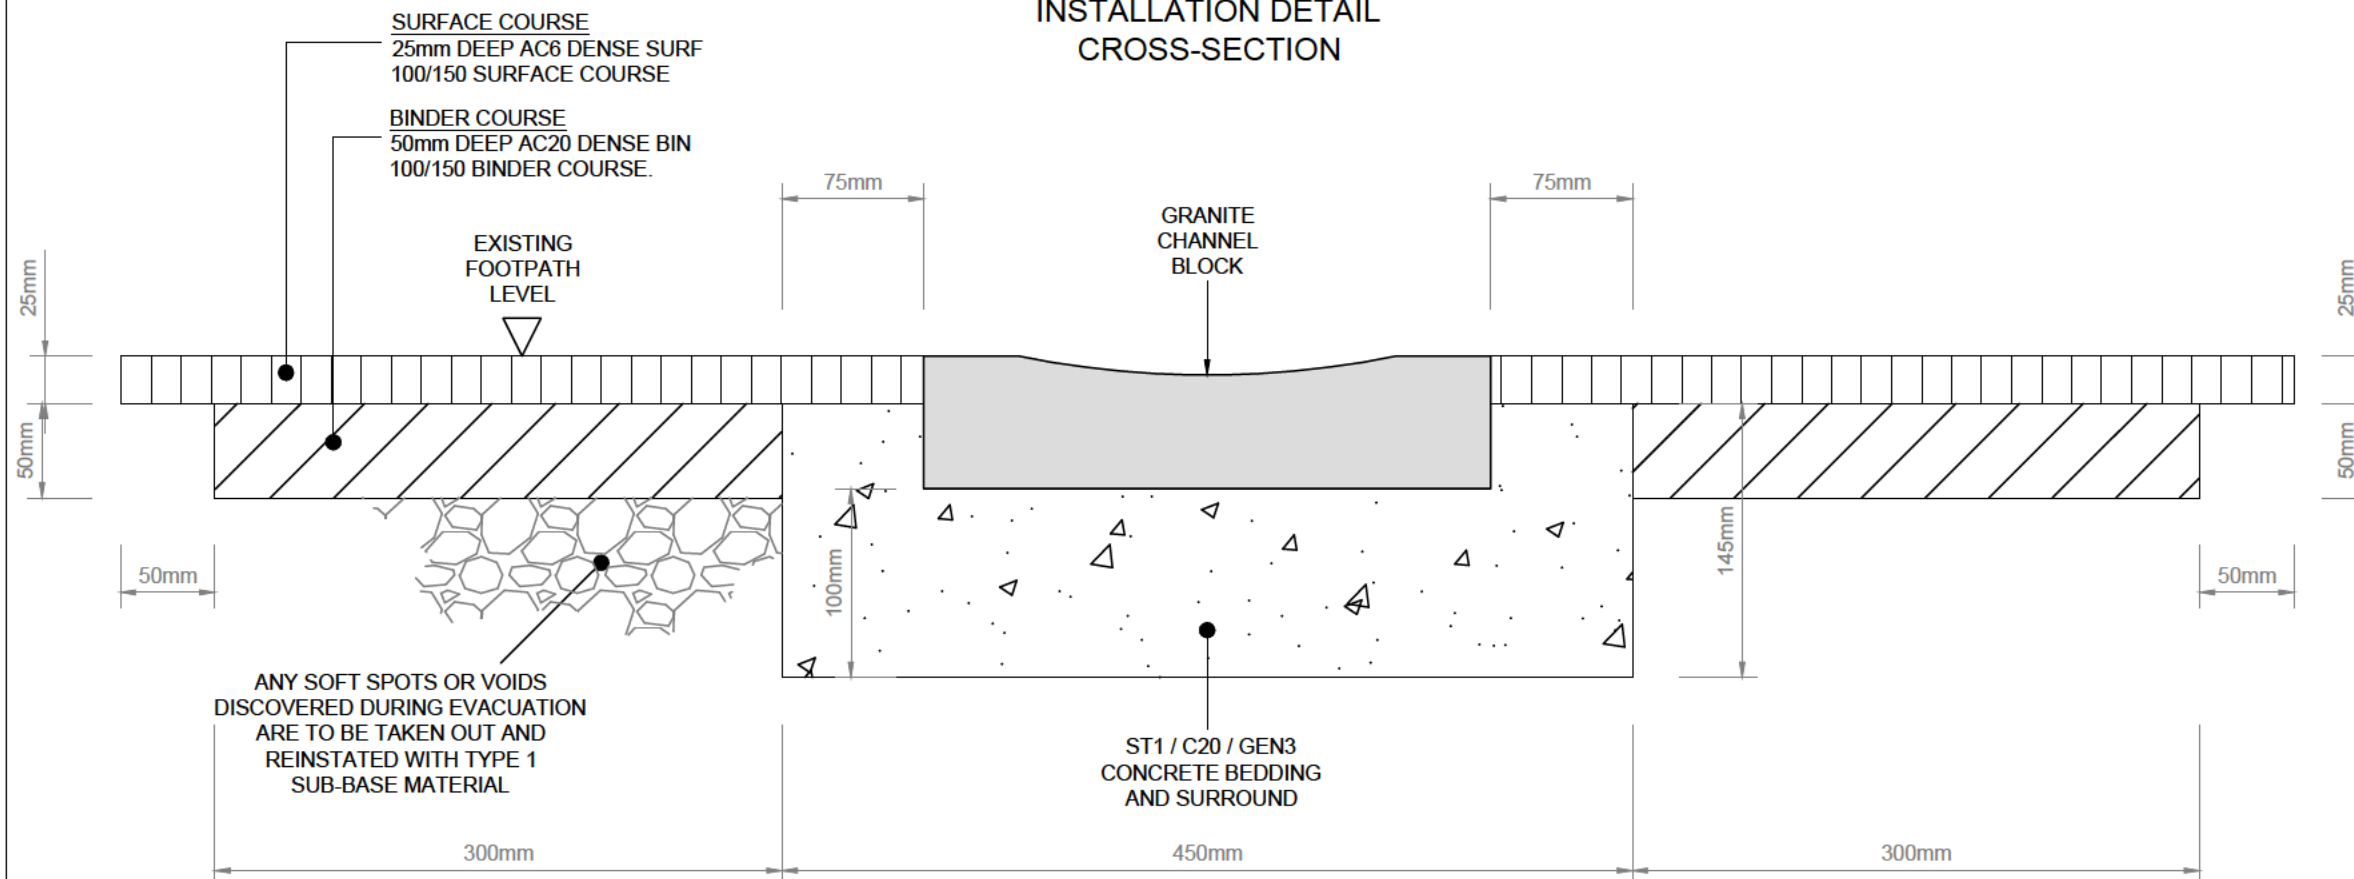 INSTALLATION DETAIL
CROSS-SECTION
SURFACE COURSE
25mm DEEP AC6 DENSE SURF
100/150 SURFACE COURSE
BINDER COURSE
50mm DEEP AC20 DENSE BIN
100/150 BINDER COURSE.
75mm
75mm
GRANITE
CHANNEL
BLOCK
EXISTING
FOOTPATH
LEVEL
25mm
25mm
50mm
50mm
50mm
100mm
145mm
50mm
ANY SOFT SPOTS OR VOIDS
DISCOVERED DURING EVACUATION
ARE TO BE TAKEN OUT AND
REINSTATED WITH TYPE 1
SUB-BASE MATERIAL
ST1 / C20 / GEN3
CONCRETE BEDDING
AND SURROUND
300mm
450mm
300mm